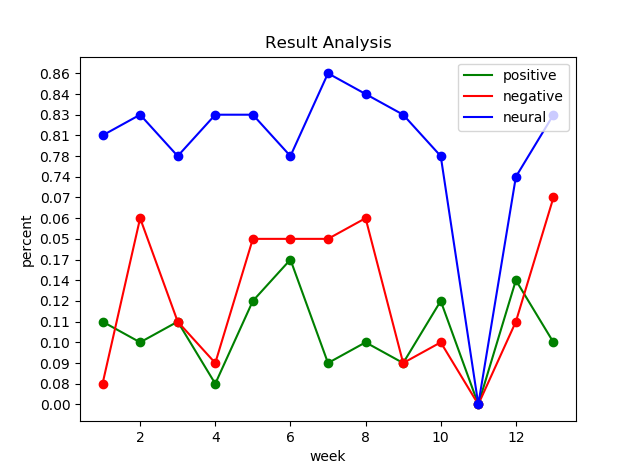 Result Analysis
positive
negative
neural
percent
0.86
0.84
0.83
0.81
0.78
0.74
0.07
0.06
0.05
0.17
0.14
0.12
0.11
0.10
0.09
0.08
0.00
2 4 6 8 10 12
week